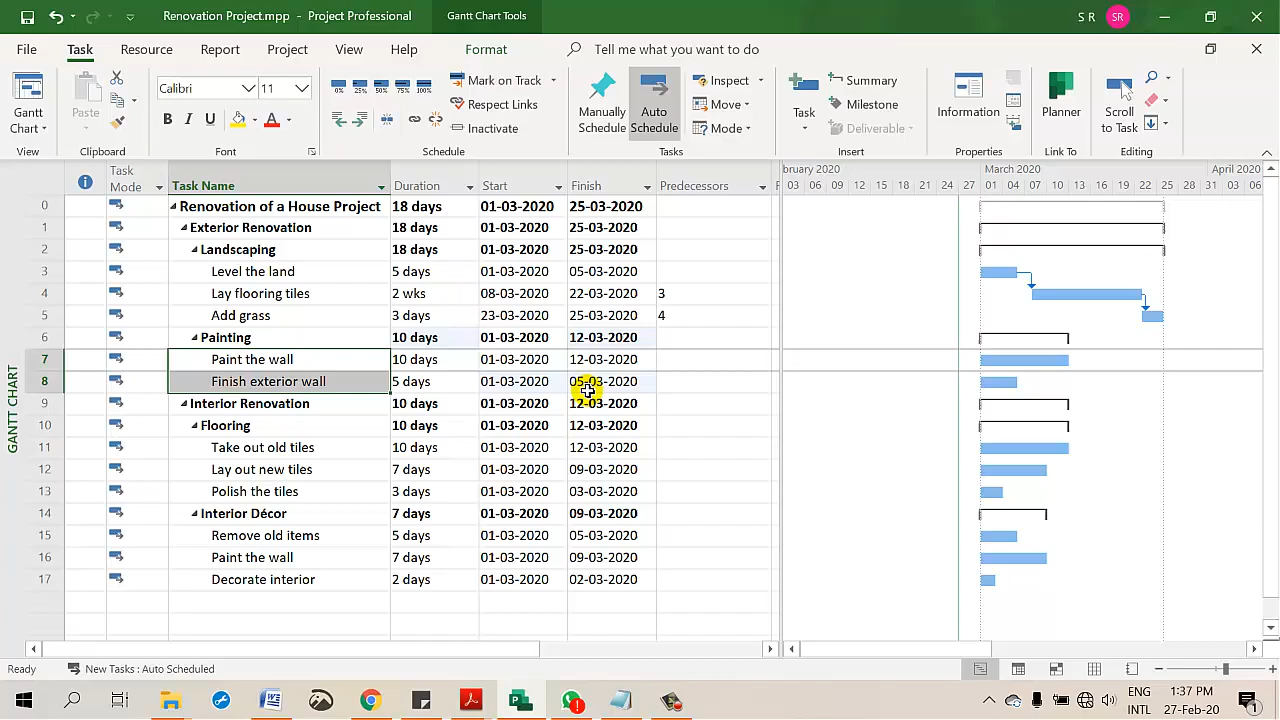 Renovation Project.mpp - Project Professional
Gantt Chart Tools
S R
SR
File Task Resource Report Project View Help Format Tell me what you want to do
Gantt Chart
View
Paste
Clipboard
Calibri 11
B I U A
Font
0% 25% 50% 75% 100%
Mark on Track
Respect Links
Inactivate
Schedule
Manually Schedule
Auto Schedule
Inspect
Move
Mode
Tasks
Task
Summary
Milestone
Deliverable
Insert
Information
Properties
Planner
Link To
Scroll to Task
Editing
Task Mode Task Name Duration Start Finish Predecessors
bruary 2020 March 2020 April 2020
03 06 09 12 15 18 21 24 27 01 04 07 10 13 16 19 22 25 28 31 03 06
0 Renovation of a House Project 18 days 01-03-2020 25-03-2020
1 Exterior Renovation 18 days 01-03-2020 25-03-2020
2 Landscaping 18 days 01-03-2020 25-03-2020
3 Level the land 5 days 01-03-2020 05-03-2020
4 Lay flooring tiles 2 wks 08-03-2020 22-03-2020 3
5 Add grass 3 days 23-03-2020 25-03-2020 4
6 Painting 10 days 01-03-2020 12-03-2020
7 Paint the wall 10 days 01-03-2020 12-03-2020
8 Finish exterior wall 5 days 01-03-2020 05-03-2020
9 Interior Renovation 10 days 01-03-2020 12-03-2020
10 Flooring 10 days 01-03-2020 12-03-2020
11 Take out old tiles 10 days 01-03-2020 12-03-2020
12 Lay out new tiles 7 days 01-03-2020 09-03-2020
13 Polish the tiles 3 days 01-03-2020 03-03-2020
14 Interior Décor 7 days 01-03-2020 09-03-2020
15 Remove old items 5 days 01-03-2020 05-03-2020
16 Paint the wall 7 days 01-03-2020 09-03-2020
17 Decorate interior 2 days 01-03-2020 02-03-2020
GANTT CHART
Ready New Tasks : Auto Scheduled
ENG
INTL
1:37 PM
27-Feb-20
1